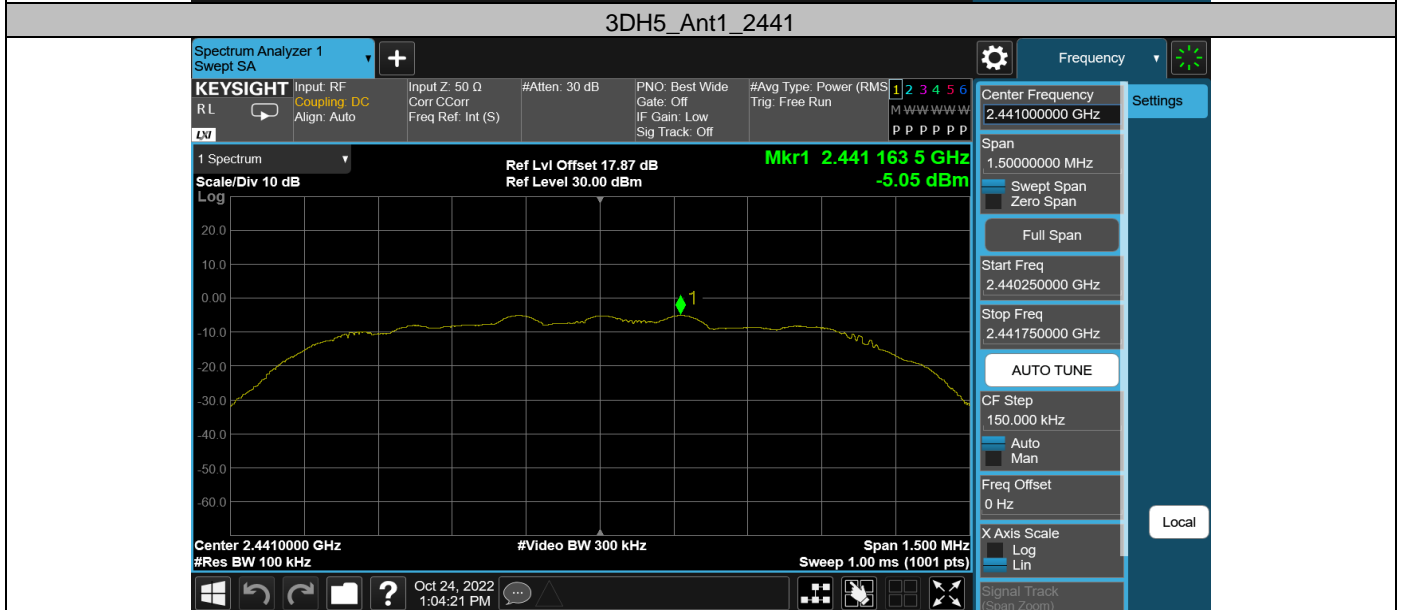 3DH5_Ant1_2441
Spectrum Analyzer 1
Swept SA
+
Frequency
KEYSIGHT
RL
LXI
Input: RF
Coupling: DC
Align: Auto
Input Z: 50 Ω
Corr CCorr
Freq Ref: Int (S)
#Atten: 30 dB
PNO: Best Wide
Gate: Off
IF Gain: Low
Sig Track: Off
#Avg Type: Power (RMS
Trig: Free Run
1 2 3 4 5 6
M W W W W W
P P P P P P
1 Spectrum
Scale/Div 10 dB
Log
Ref Lvl Offset 17.87 dB
Ref Level 30.00 dBm
Mkr1 2.441 163 5 GHz
-5.05 dBm
20.0
10.0
0.00
-10.0
-20.0
-30.0
-40.0
-50.0
-60.0
1
Center 2.4410000 GHz
#Res BW 100 kHz
#Video BW 300 kHz
Span 1.500 MHz
Sweep 1.00 ms (1001 pts)
Center Frequency
2.441000000 GHz
Span
1.50000000 MHz
Swept Span
Zero Span
Full Span
Start Freq
2.440250000 GHz
Stop Freq
2.441750000 GHz
AUTO TUNE
CF Step
150.000 kHz
Auto
Man
Freq Offset
0 Hz
X Axis Scale
Log
Lin
Signal Track
(Span Zoom)
Settings
Local
?
Oct 24, 2022
1:04:21 PM